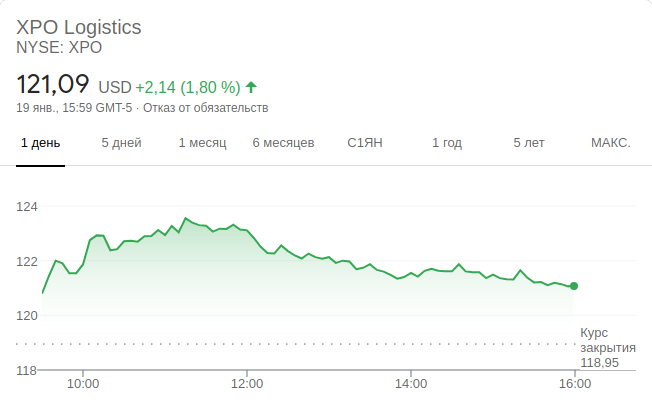 XPO Logistics
NYSE: XPO
121,09 USD +2,14 (1,80 %)
19 янв., 15:59 GMT-5 · Отказ от обязательств
1 день 5 дней 1 месяц 6 месяцев С1ЯН 1 год 5 лет МАКС.
124
122
120
Курс
закрытия
118,95
118
10:00 12:00 14:00 16:00